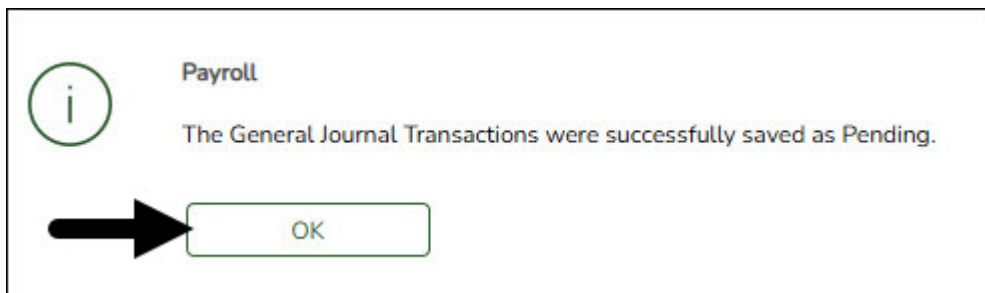 i
Payroll
The General Journal Transactions were successfully saved as Pending.
OK